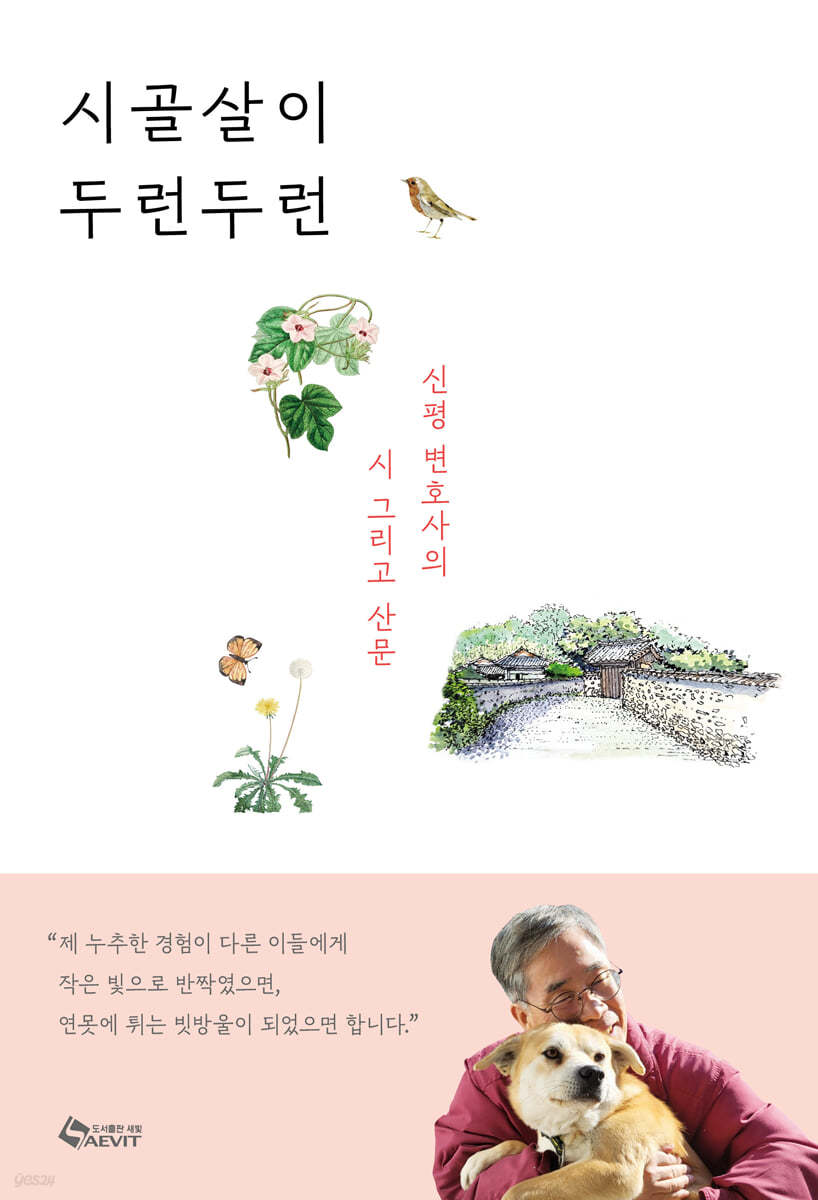 시골살이
두런두런
신평 변호사의
시 그리고 산문
“제 누추한 경험이 다른 이들에게
작은 빛으로 반짝였으면,
연못에 튀는 빗방울이 되었으면 합니다.”
도서출판 새빛
SAEVIT
yes24